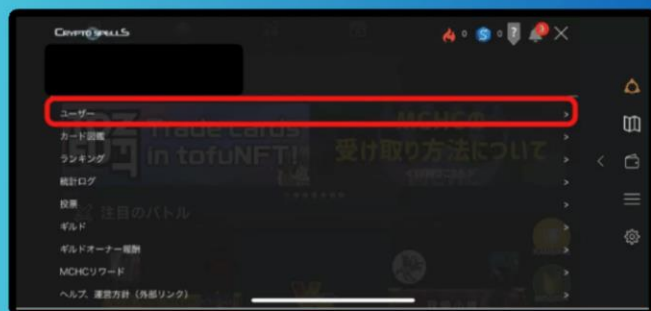 CRYPTO SPELLS
0 S 0 ? 3
ユーザー
カード図鑑
ランキング
統計ログ
投票
ギルド
ギルドオーナー報酬
MCHCリワード
ヘルプ、運営方針（外部リンク）
Trade cards
in tofuNFT!
MCHCの
受け取り方法について
注目のバトル